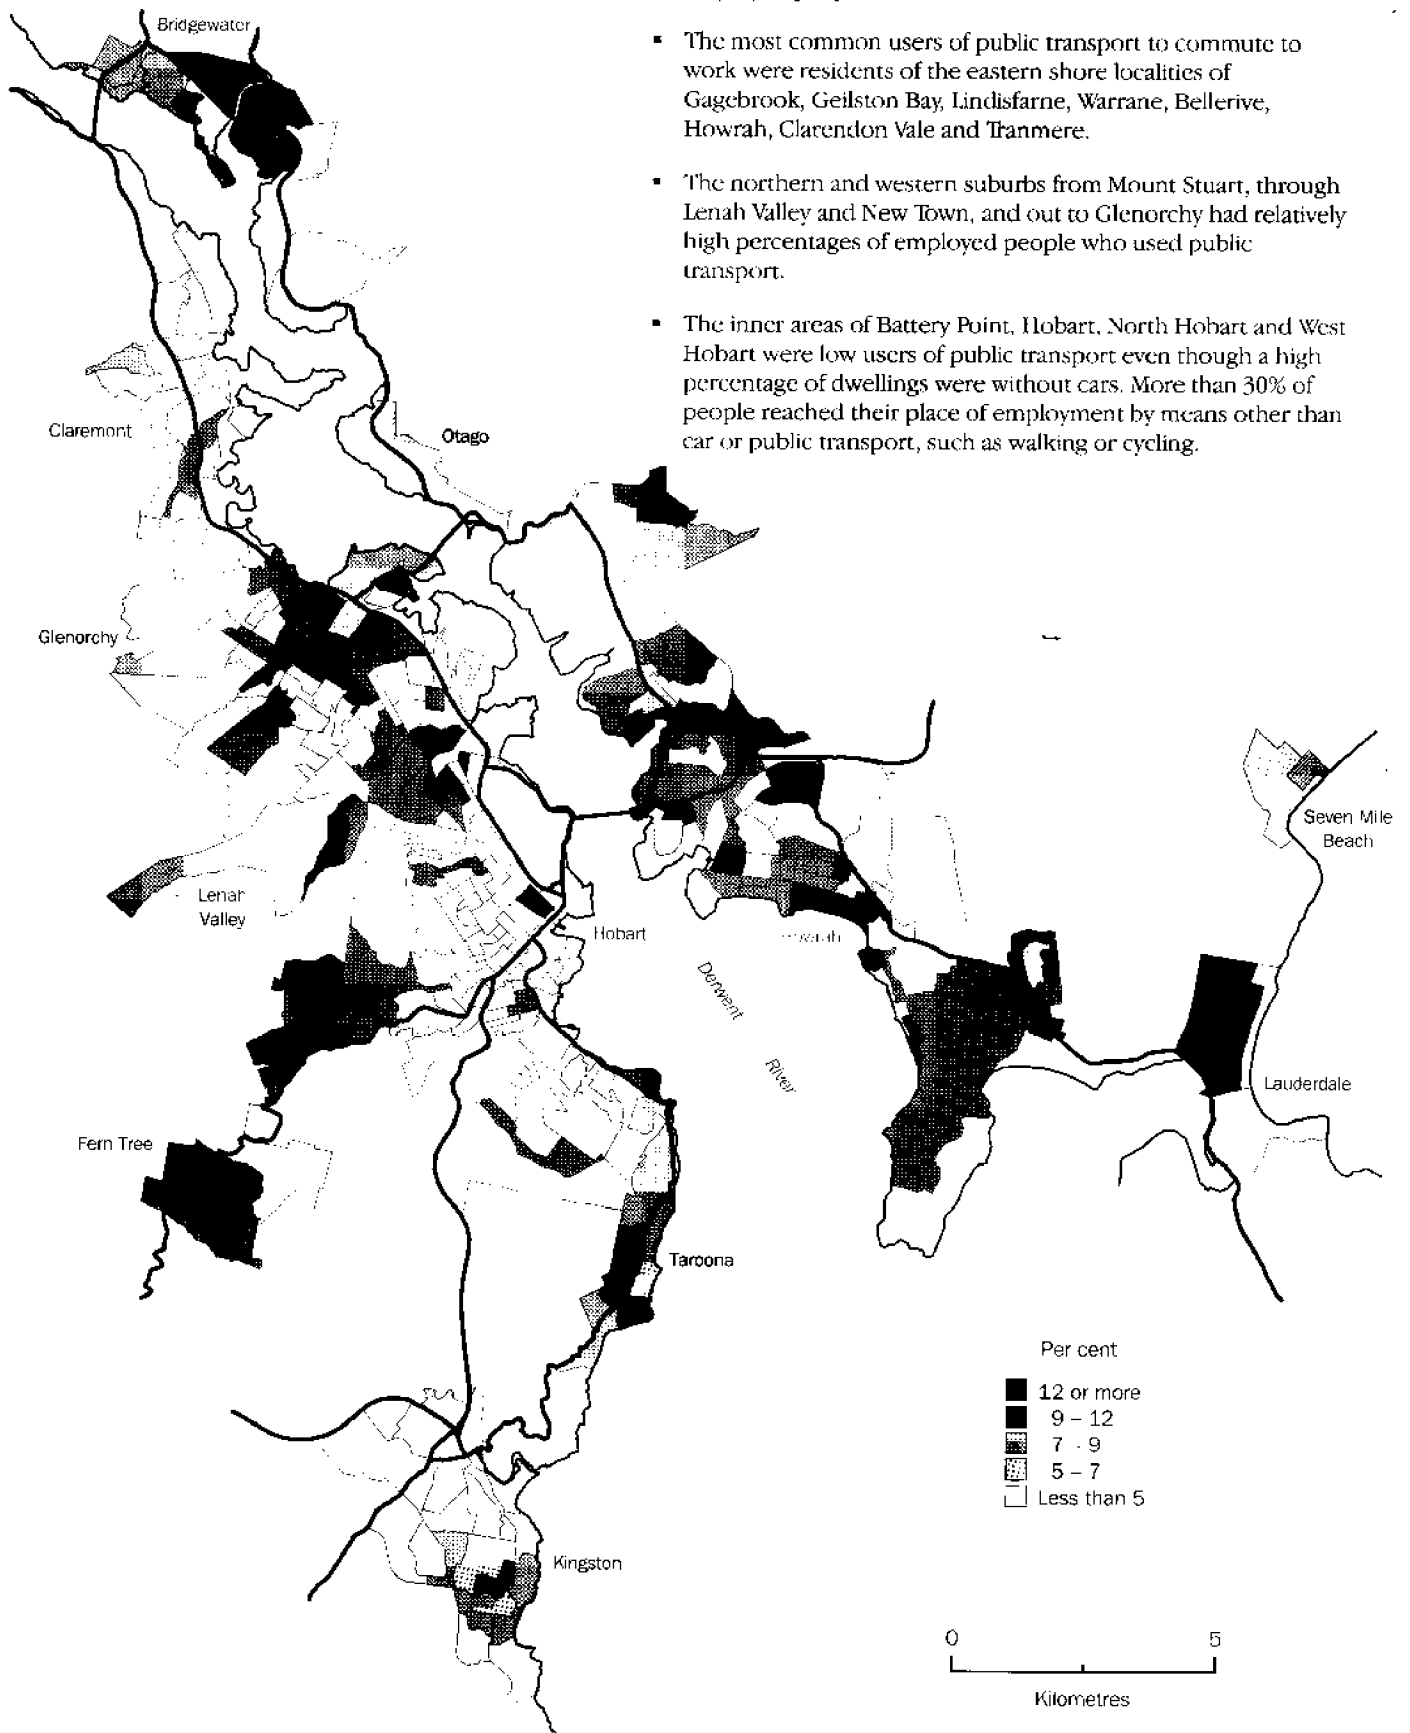 Bridgewater
▪ The most common users of public transport to commute to
work were residents of the eastern shore localities of
Gagebrook, Geilston Bay, Lindisfarne, Warrane, Bellerive,
Howrah, Clarendon Vale and Tranmere.
▪ The northern and western suburbs from Mount Stuart, through
Lenah Valley and New Town, and out to Glenorchy had relatively
high percentages of employed people who used public
transport.
▪ The inner areas of Battery Point, Hobart, North Hobart and West
Hobart were low users of public transport even though a high
percentage of dwellings were without cars. More than 30% of
people reached their place of employment by means other than
car or public transport, such as walking or cycling.
Claremont
Otago
Glenorchy
Seven Mile
Beach
Lenah
Valley
Hobart
Derwent
River
Lauderdale
Fern Tree
Taroona
Per cent
12 or more
9 – 12
7 - 9
5 – 7
Less than 5
Kingston
0 5
Kilometres